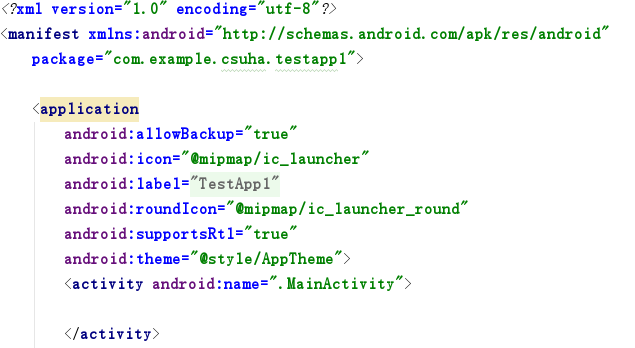 <?xml version="1.0" encoding="utf-8"?>
<manifest xmlns:android="http://schemas.android.com/apk/res/android"
package="com.example.csuha.testapp1">
<application
android:allowBackup="true"
android:icon="@mipmap/ic_launcher"
android:label="TestApp1"
android:roundIcon="@mipmap/ic_launcher_round"
android:supportsRtl="true"
android:theme="@style/AppTheme">
<activity android:name=".MainActivity">
</activity>